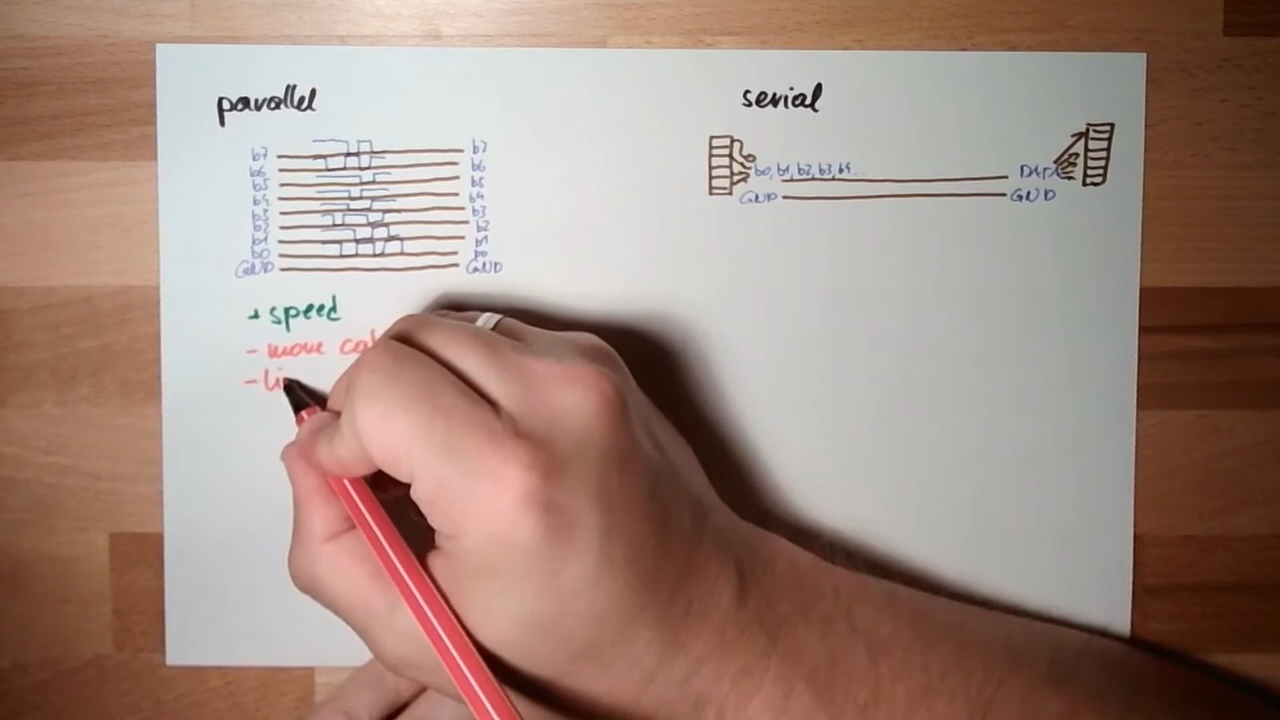 parallel
b7 b7
b6 b6
b5 b5
b4 b4
b3 b3
b2 b2
b1 b1
b0 b0
GND GND
+ speed
- more
-
serial
b0, b1, b2, b3, b4...
GND GND